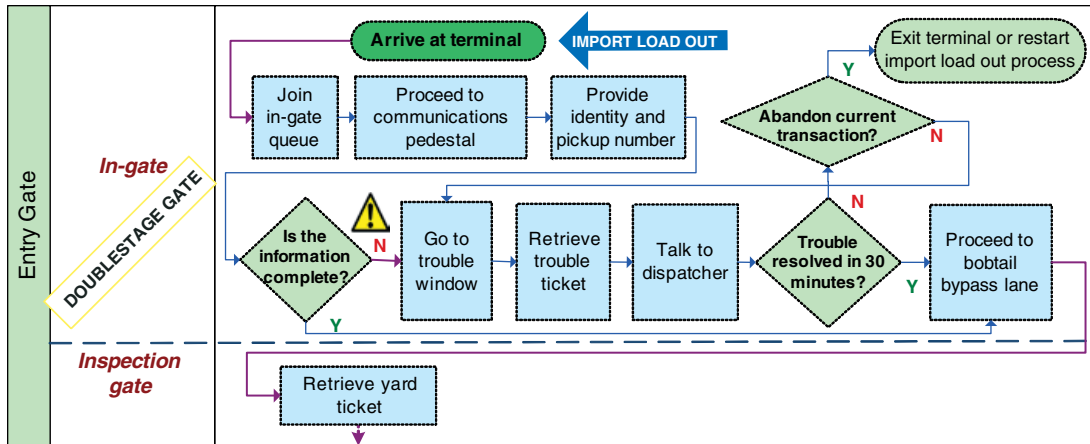 Entry Gate
In-gate
DOUBLESTAGE GATE
Inspection
gate
Arrive at terminal
IMPORT LOAD OUT
Exit terminal or restart
import load out process
Join
in-gate
queue
Proceed to
communications
pedestal
Provide
identity and
pickup number
Y
Abandon current
transaction?
N
Is the
information
complete?
N
Y
Go to
trouble
window
Retrieve
trouble
ticket
Talk to
dispatcher
N
Trouble
resolved in 30
minutes?
Y
Proceed to
bobtail
bypass lane
Retrieve yard
ticket